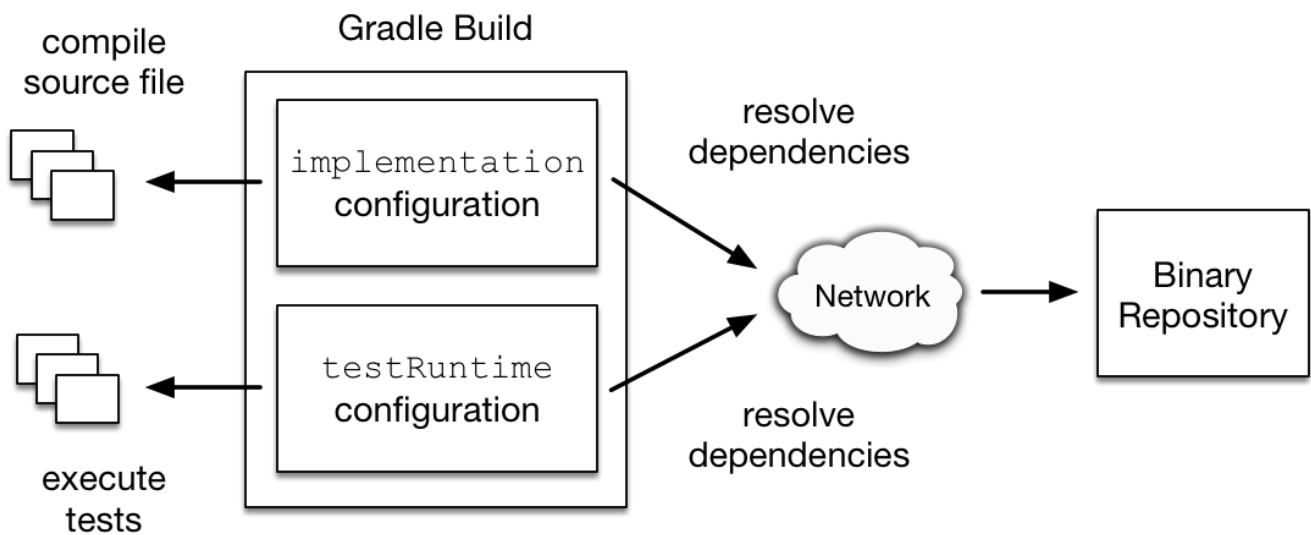 Gradle Build
compile
source file
implementation
configuration
resolve
dependencies
Network
Binary
Repository
testRuntime
configuration
resolve
dependencies
execute
tests